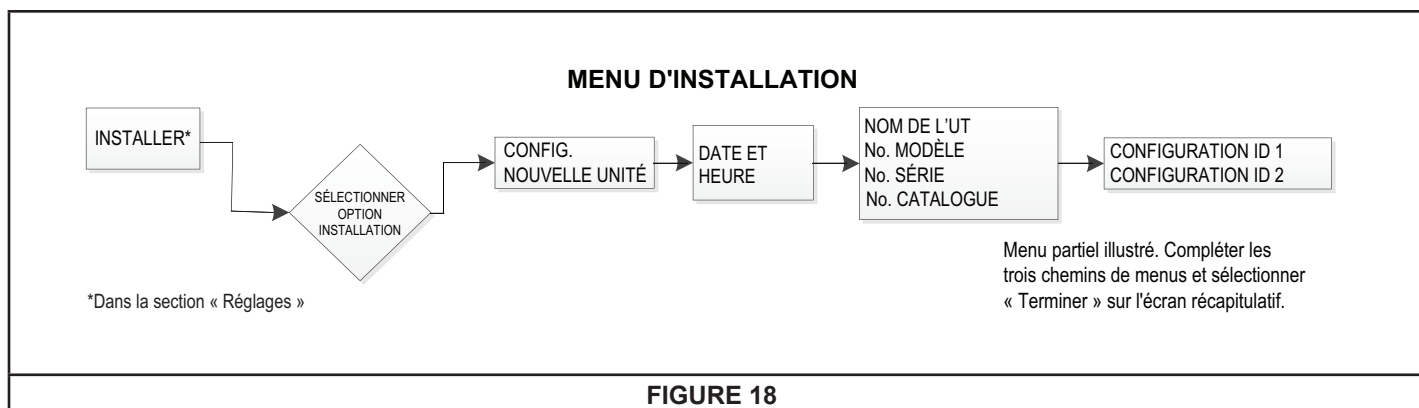 MENU D'INSTALLATION
INSTALLER*
SÉLECTIONNER
OPTION
INSTALLATION
CONFIG.
NOUVELLE UNITÉ
DATE ET
HEURE
NOM DE L'UT
No. MODÈLE
No. SÉRIE
No. CATALOGUE
CONFIGURATION ID 1
CONFIGURATION ID 2
*Dans la section « Réglages »
Menu partiel illustré. Compléter les
trois chemins de menus et sélectionner
« Terminer » sur l'écran récapitulatif.
FIGURE 18